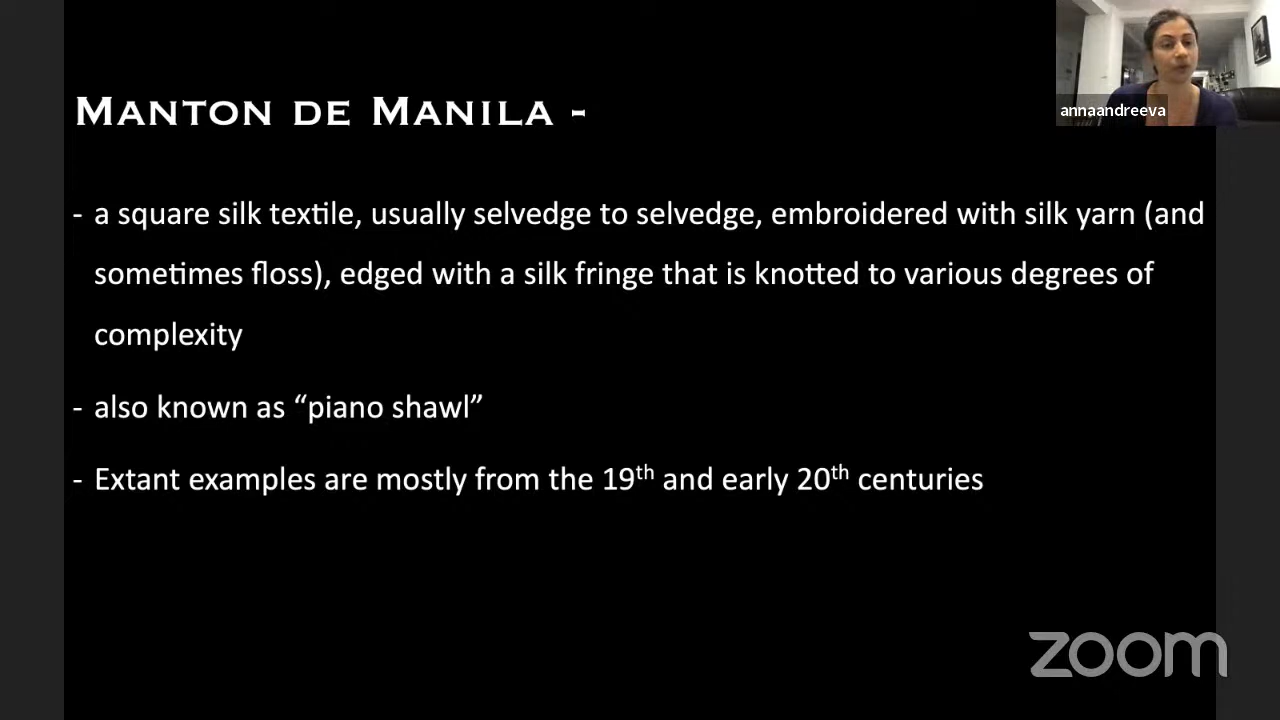 MANTON DE MANILA -
annaandreeva
- a square silk textile, usually selvedge to selvedge, embroidered with silk yarn (and
sometimes floss), edged with a silk fringe that is knotted to various degrees of
complexity
- also known as “piano shawl”
- Extant examples are mostly from the 19th and early 20th centuries
zoom